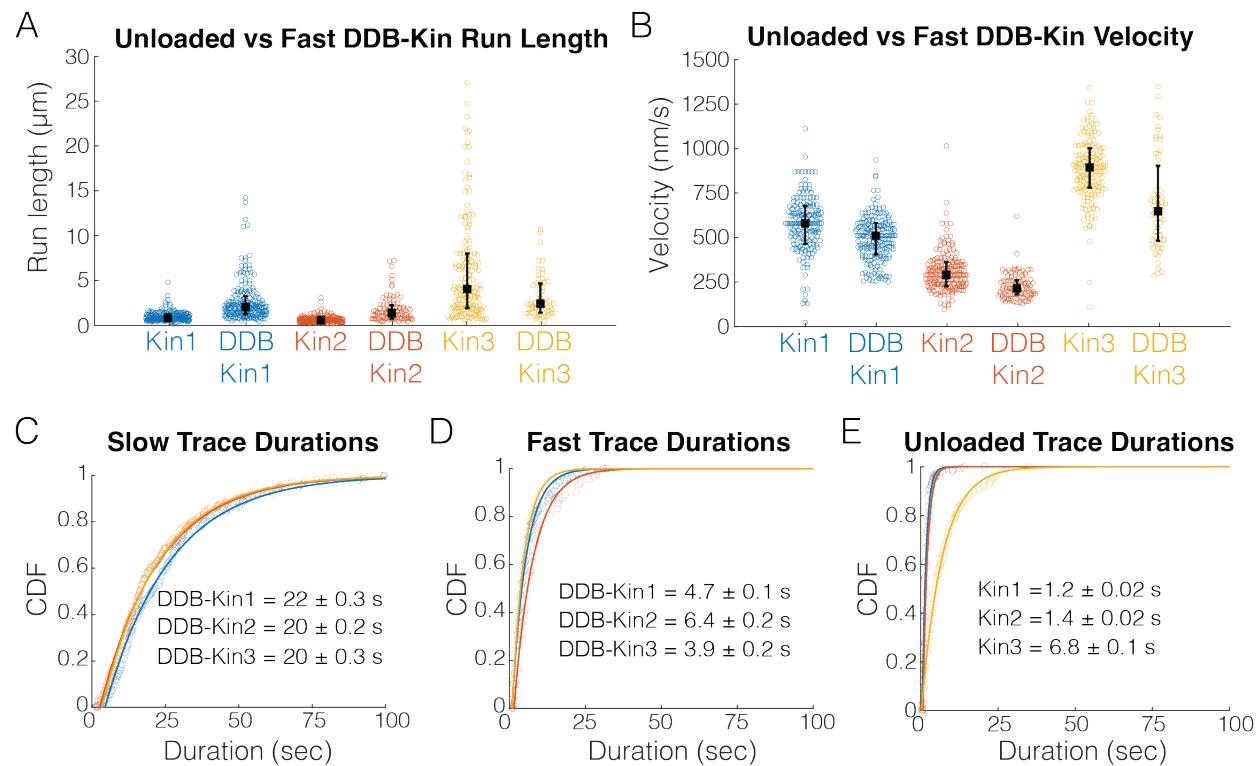 A
Unloaded vs Fast DDB-Kin Run Length
30
25
20
15
10
5
0
Run length (μm)
Kin1
DDB
Kin1
Kin2
DDB
Kin2
Kin3
DDB
Kin3
B
Unloaded vs Fast DDB-Kin Velocity
1500
1250
1000
750
500
250
0
Velocity (nm/s)
Kin1
DDB
Kin1
Kin2
DDB
Kin2
Kin3
DDB
Kin3
C
Slow Trace Durations
1
0.8
0.6
0.4
0.2
0
CDF
DDB-Kin1 = 22 ± 0.3 s
DDB-Kin2 = 20 ± 0.2 s
DDB-Kin3 = 20 ± 0.3 s
0 25 50 75 100
Duration (sec)
D
Fast Trace Durations
1
0.8
0.6
0.4
0.2
0
CDF
DDB-Kin1 = 4.7 ± 0.1 s
DDB-Kin2 = 6.4 ± 0.2 s
DDB-Kin3 = 3.9 ± 0.2 s
0 25 50 75 100
Duration (sec)
E
Unloaded Trace Durations
1
0.8
0.6
0.4
0.2
0
CDF
Kin1 =1.2 ± 0.02 s
Kin2 =1.4 ± 0.02 s
Kin3 = 6.8 ± 0.1 s
0 25 50 75 100
Duration (sec)